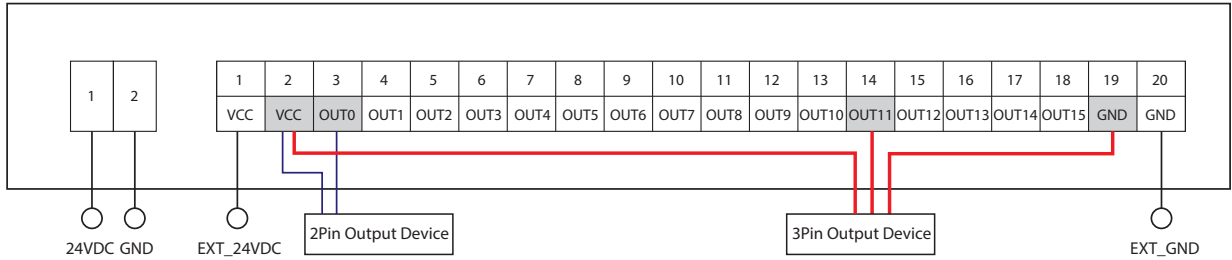 1 2
1 2 3 4 5 6 7 8 9 10 11 12 13 14 15 16 17 18 19 20
VCC VCC OUT0 OUT1 OUT2 OUT3 OUT4 OUT5 OUT6 OUT7 OUT8 OUT9 OUT10 OUT11 OUT12 OUT13 OUT14 OUT15 GND GND
24VDC GND EXT_24VDC 2Pin Output Device 3Pin Output Device EXT_GND